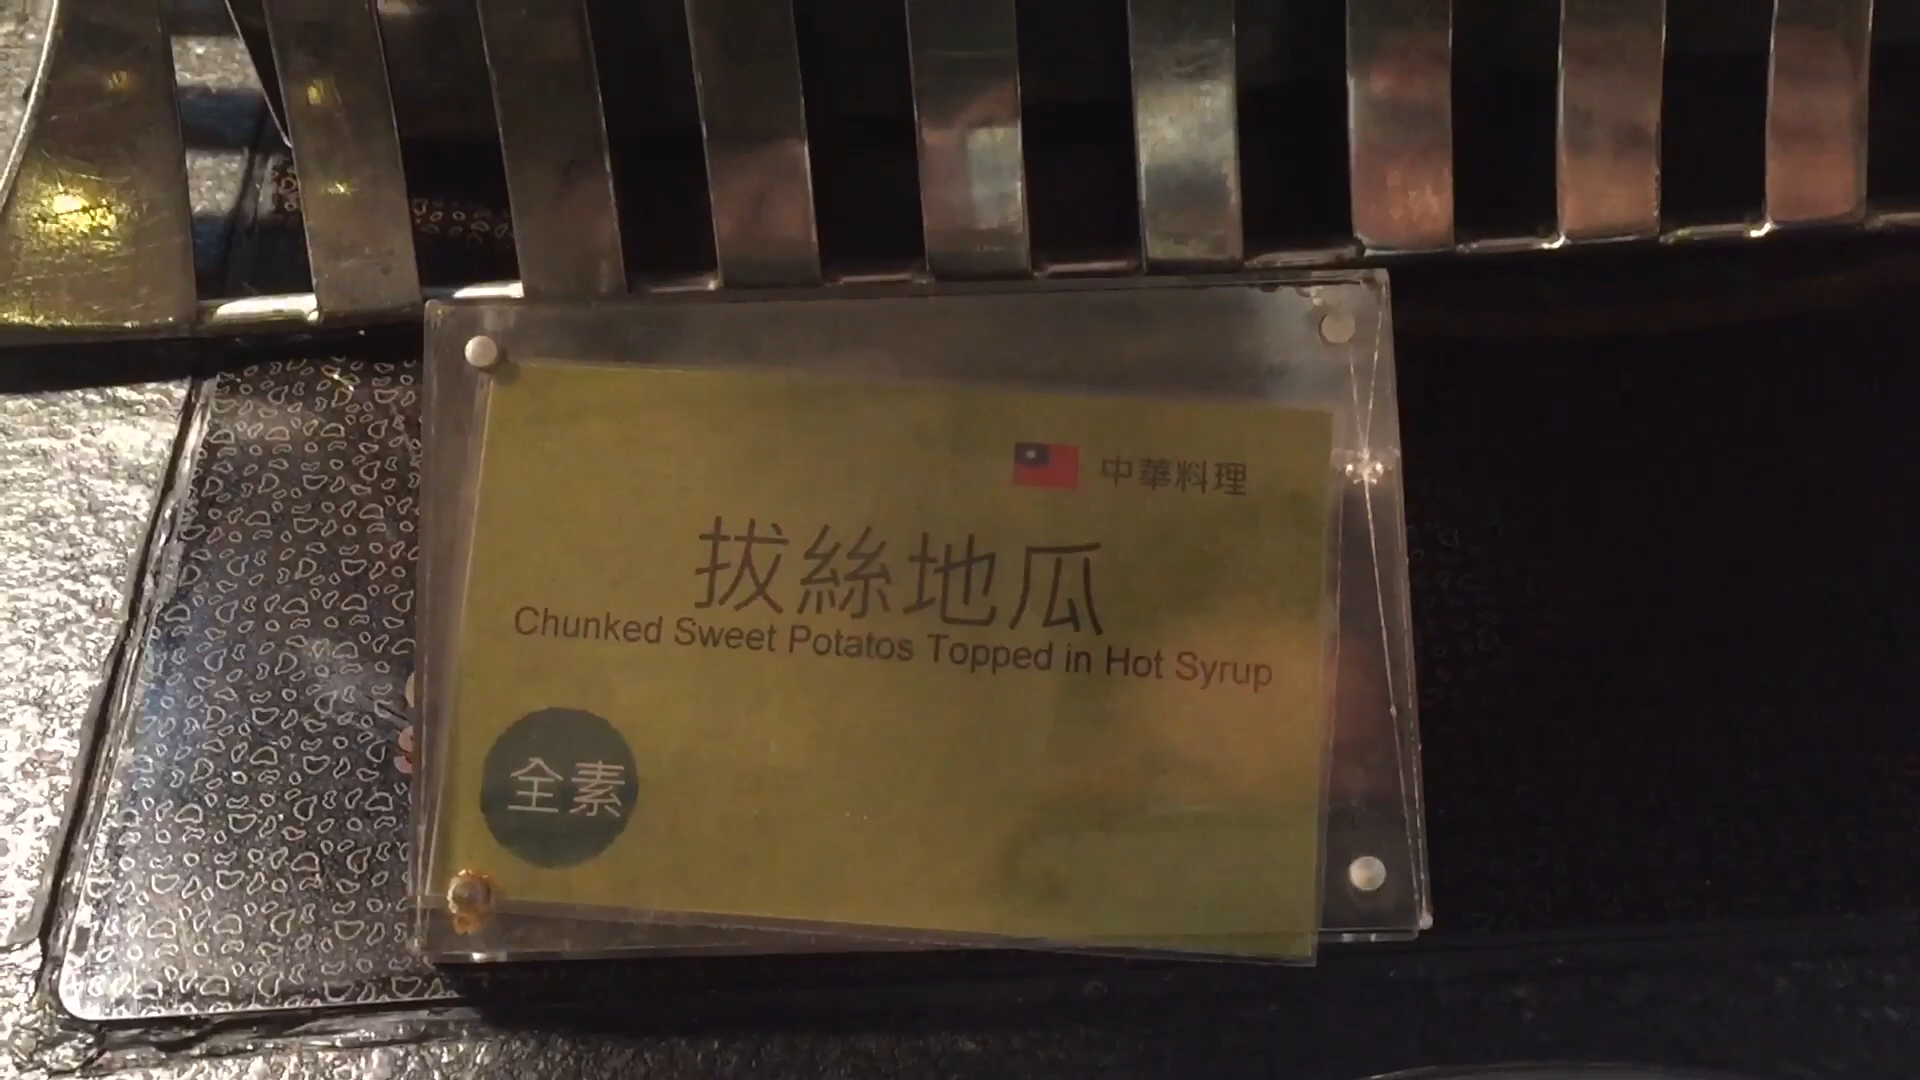 中華料理
拔絲地瓜
Chunked Sweet Potatos Topped in Hot Syrup
全素